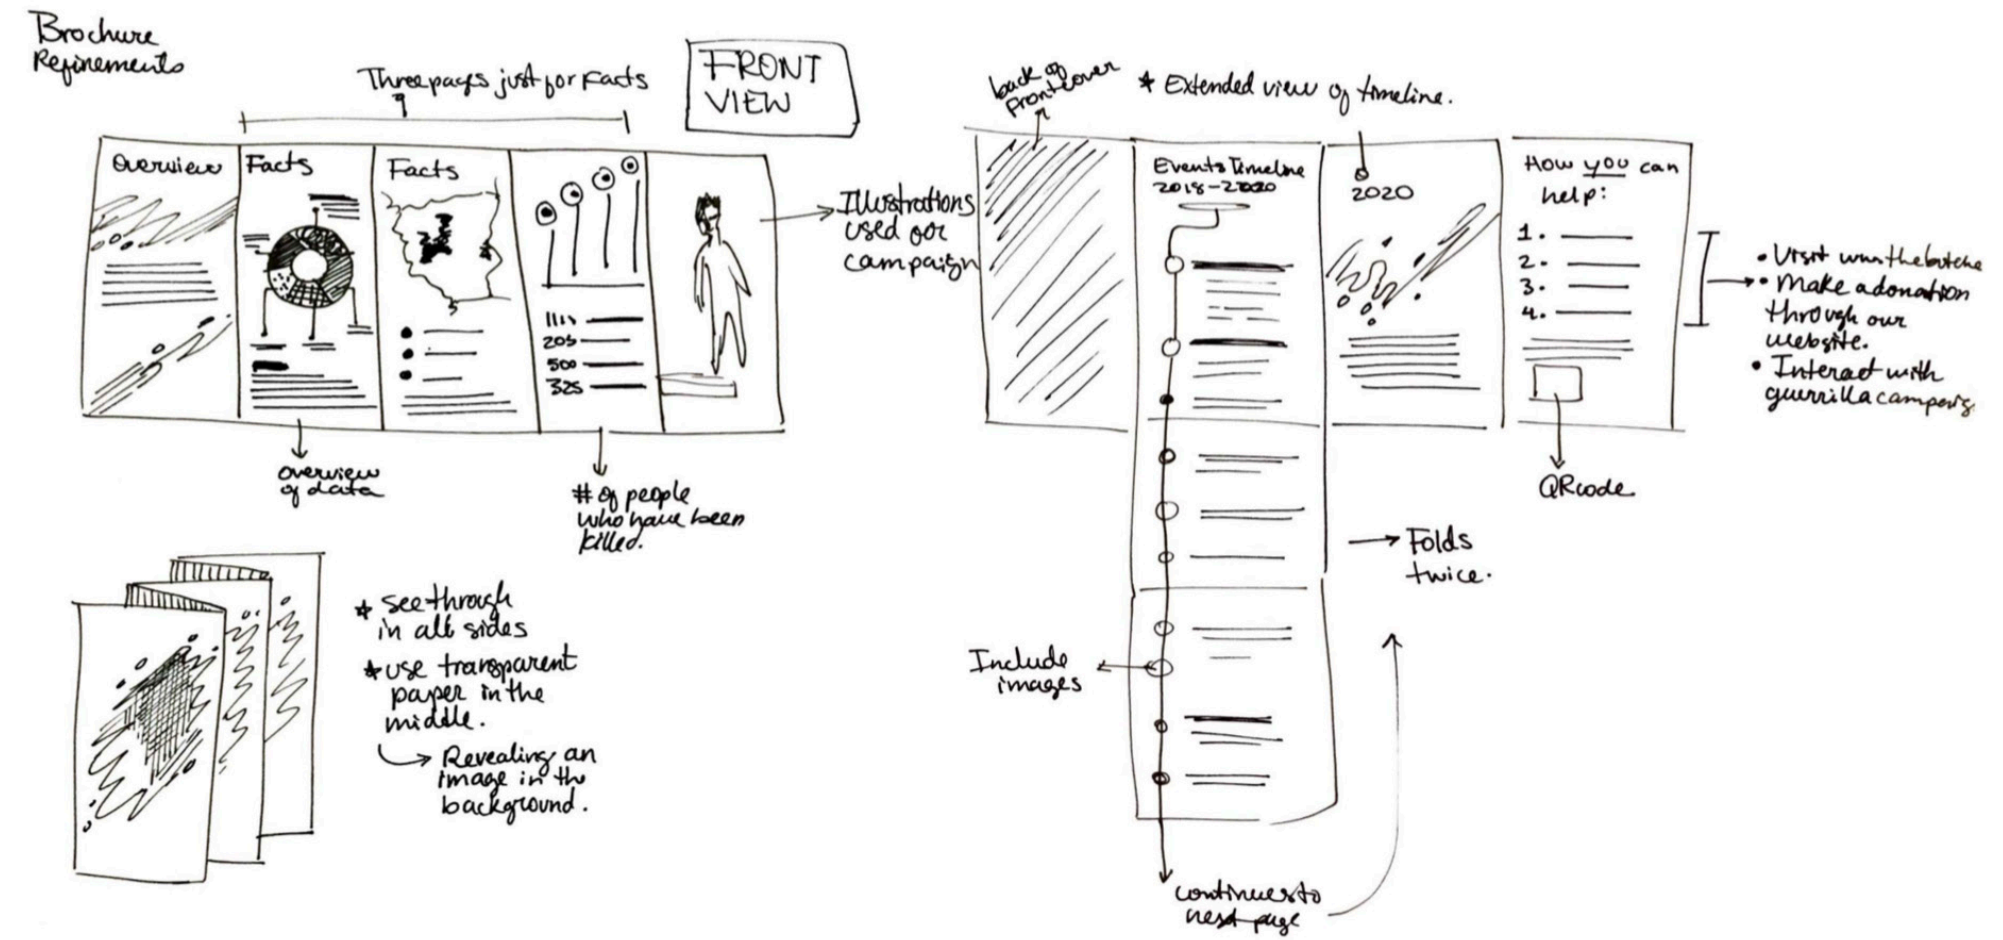 Brochure
Refinements
Three pages just for Facts
FRONT
VIEW
Overview
Facts
Facts
205
500
325
Illustrations
used for
campaign
overview
of data
# of people
who have been
killed.
* see through
in all sides
* use transparent
paper in the
middle.
Revealing an
image in the
background.
back of
front cover
* Extended view of timeline.
Events Timeline
2018-2020
2020
How you can
help:
1.
2.
3.
4.
• Visit
• Make a donation
through our
website.
• Interact with
guerrilla
QR code
Folds
twice.
Include
images
continues to
next page